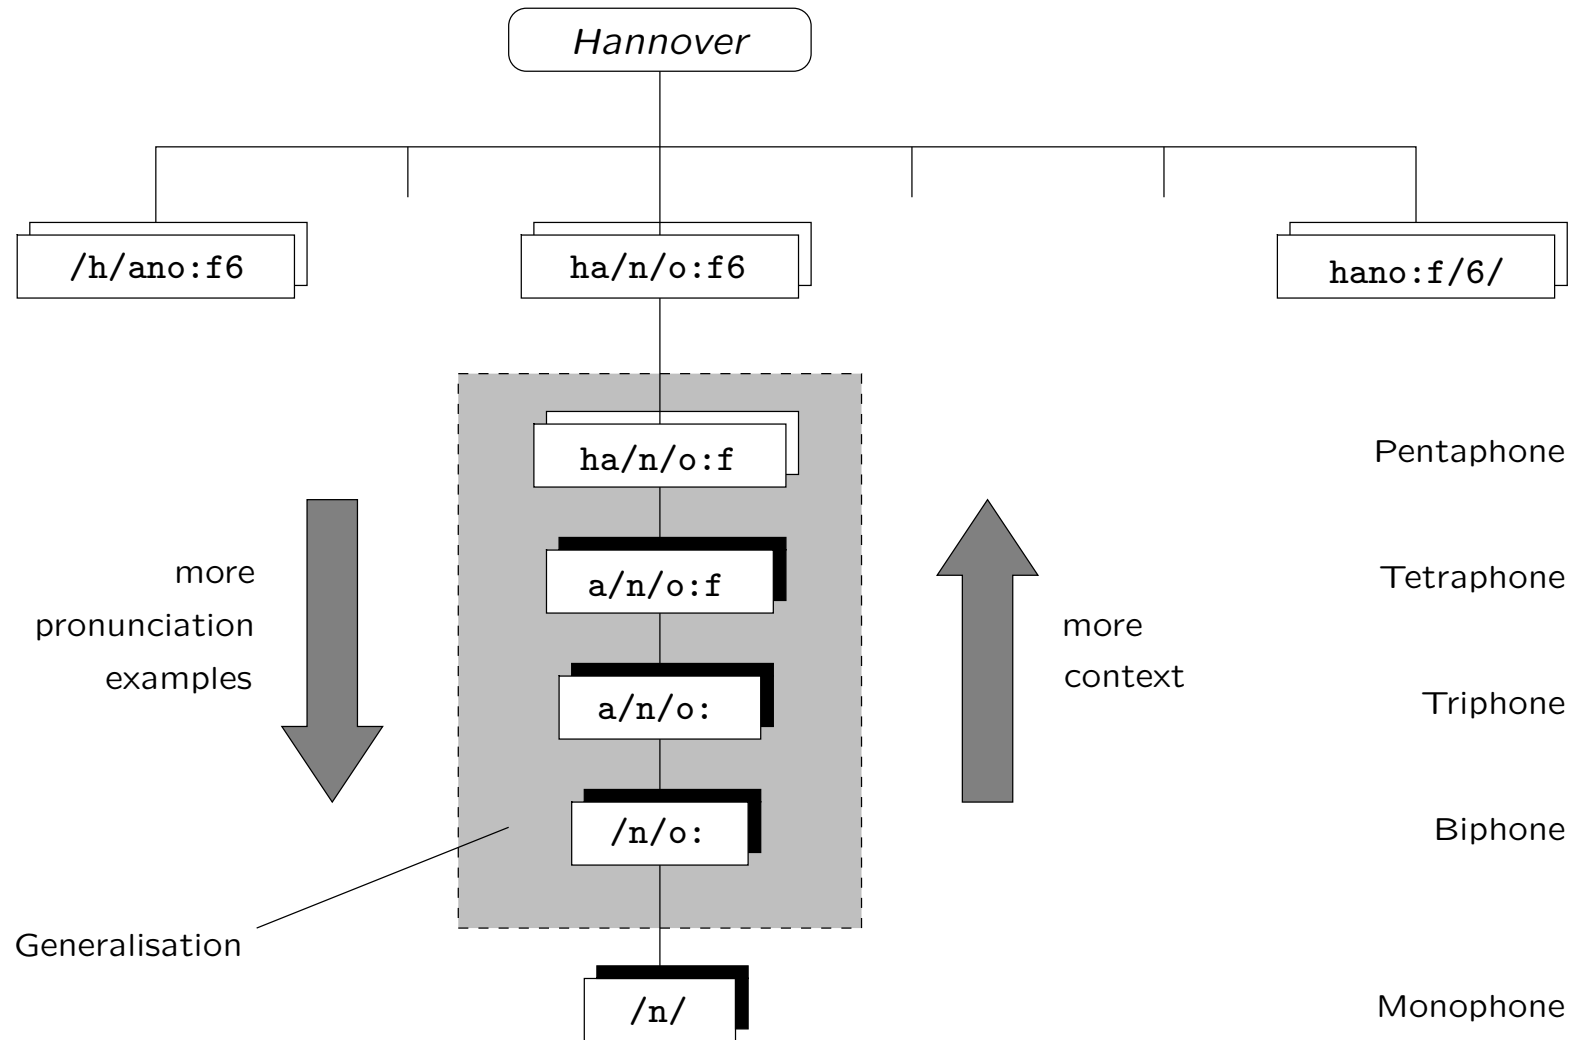 Hannover
/h/ano:f6
ha/n/o:f6
hano:f/6/
ha/n/o:f
Pentaphone
a/n/o:f
Tetraphone
more
pronunciation
examples
more
context
a/n/o:
Triphone
/n/o:
Biphone
Generalisation
/n/
Monophone